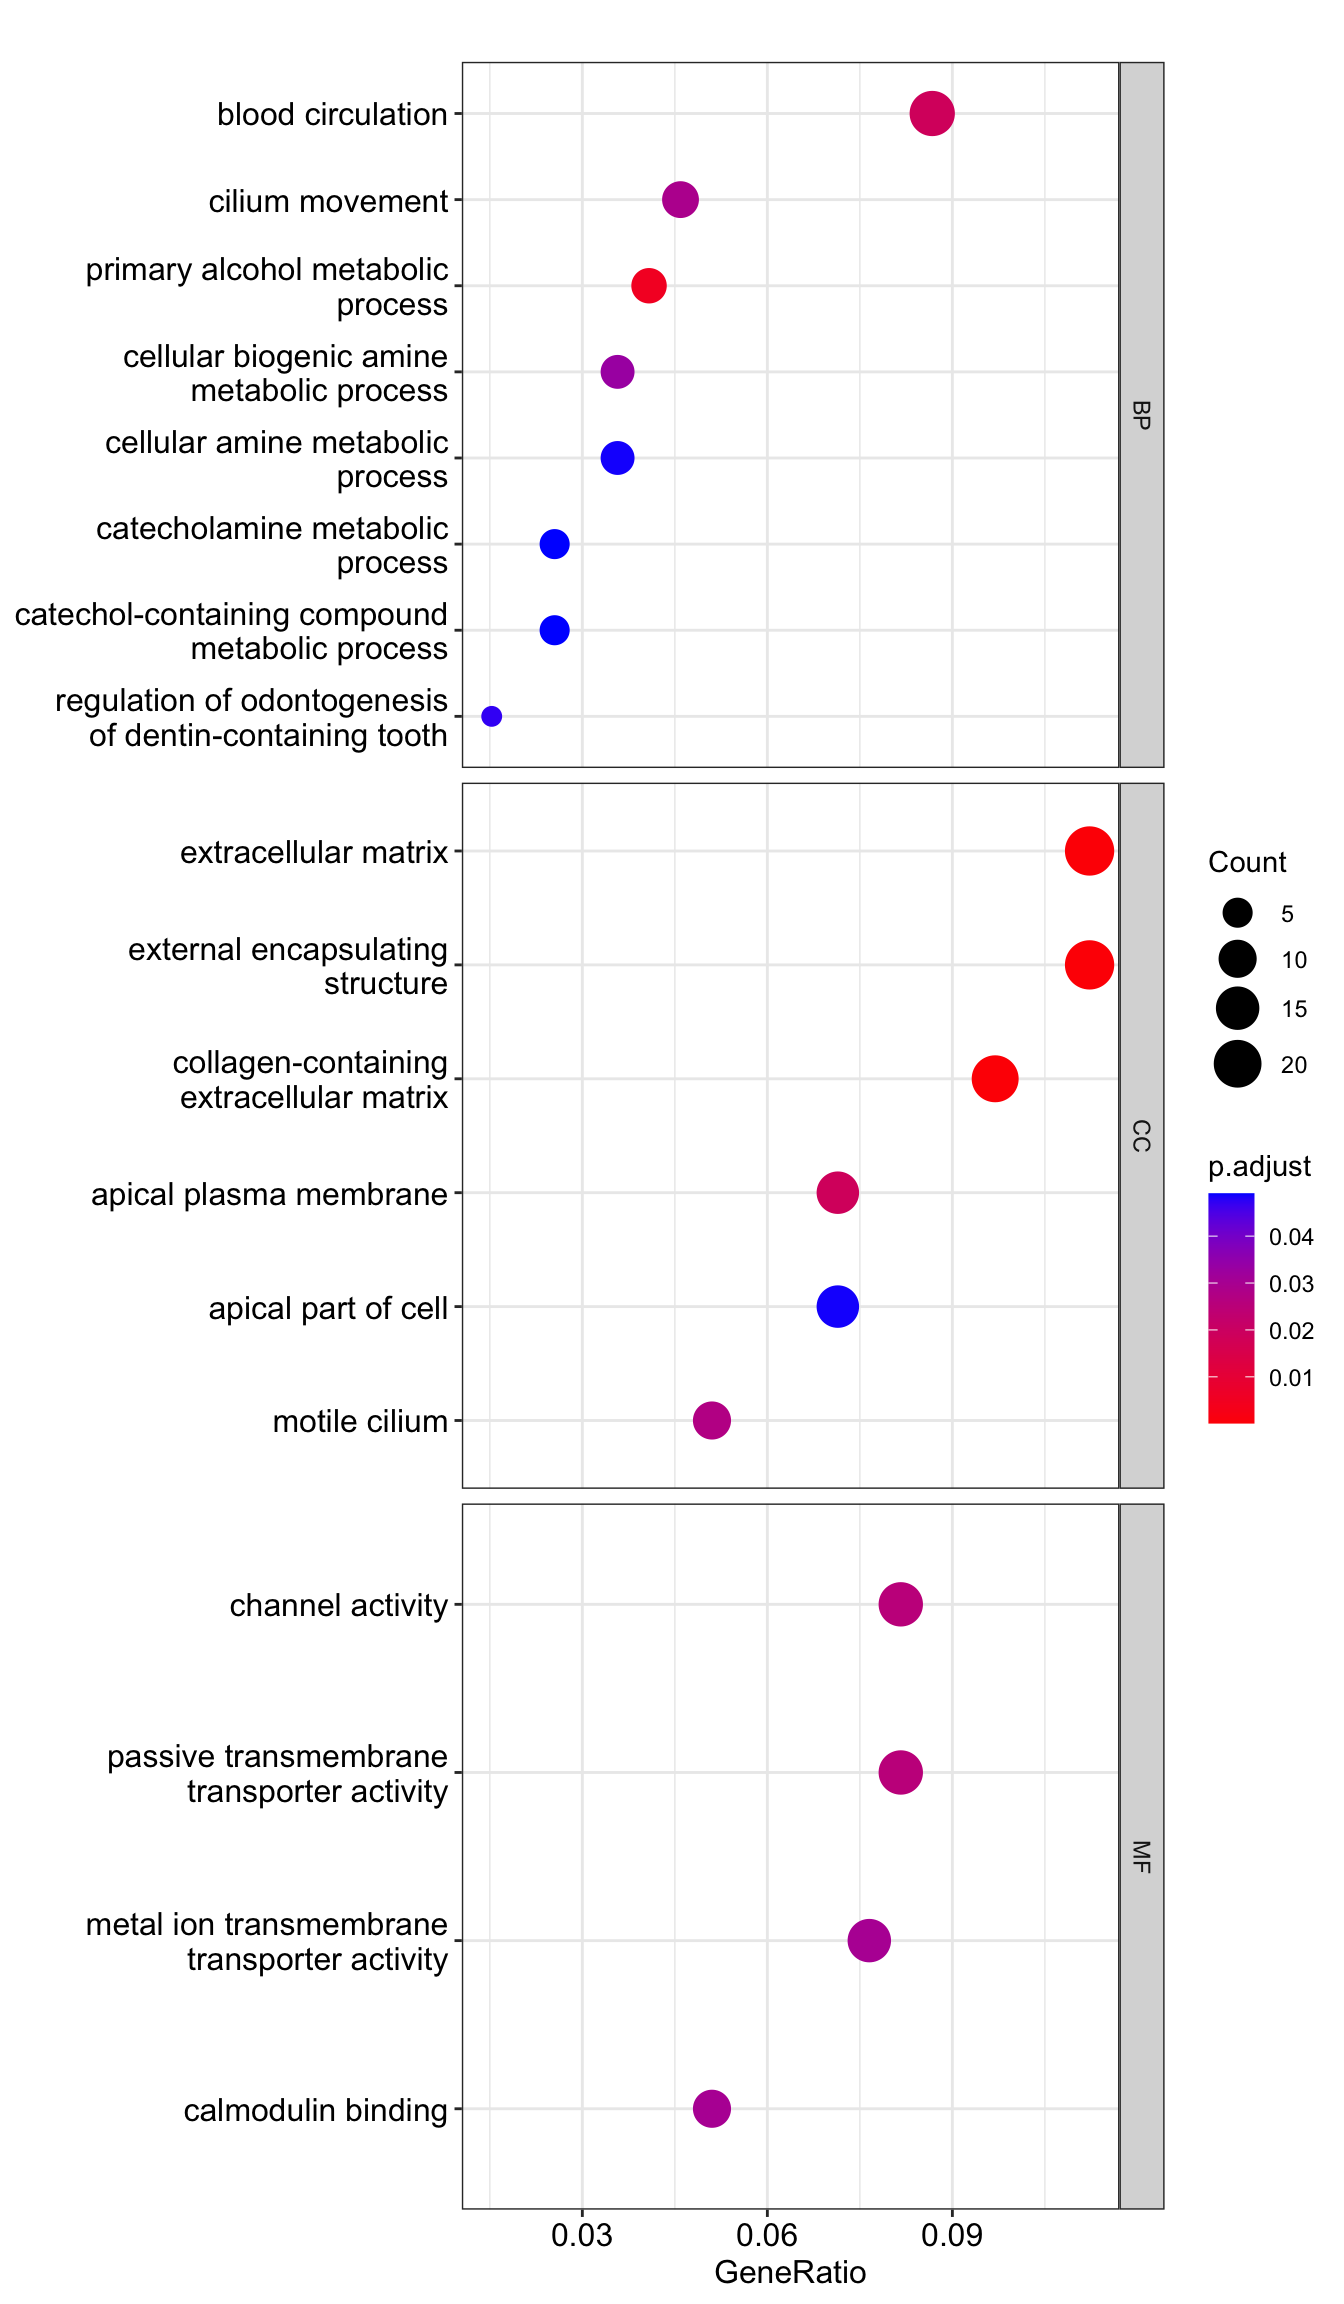 blood circulation
cilium movement
primary alcohol metabolic
process
cellular biogenic amine
metabolic process
cellular amine metabolic
process
catecholamine metabolic
process
catechol-containing compound
metabolic process
regulation of odontogenesis
of dentin-containing tooth
BP
extracellular matrix
external encapsulating
structure
collagen-containing
extracellular matrix
apical plasma membrane
apical part of cell
motile cilium
CC
channel activity
passive transmembrane
transporter activity
metal ion transmembrane
transporter activity
calmodulin binding
MF
0.03 0.06 0.09
GeneRatio
Count
5
10
15
20
p.adjust
0.04
0.03
0.02
0.01